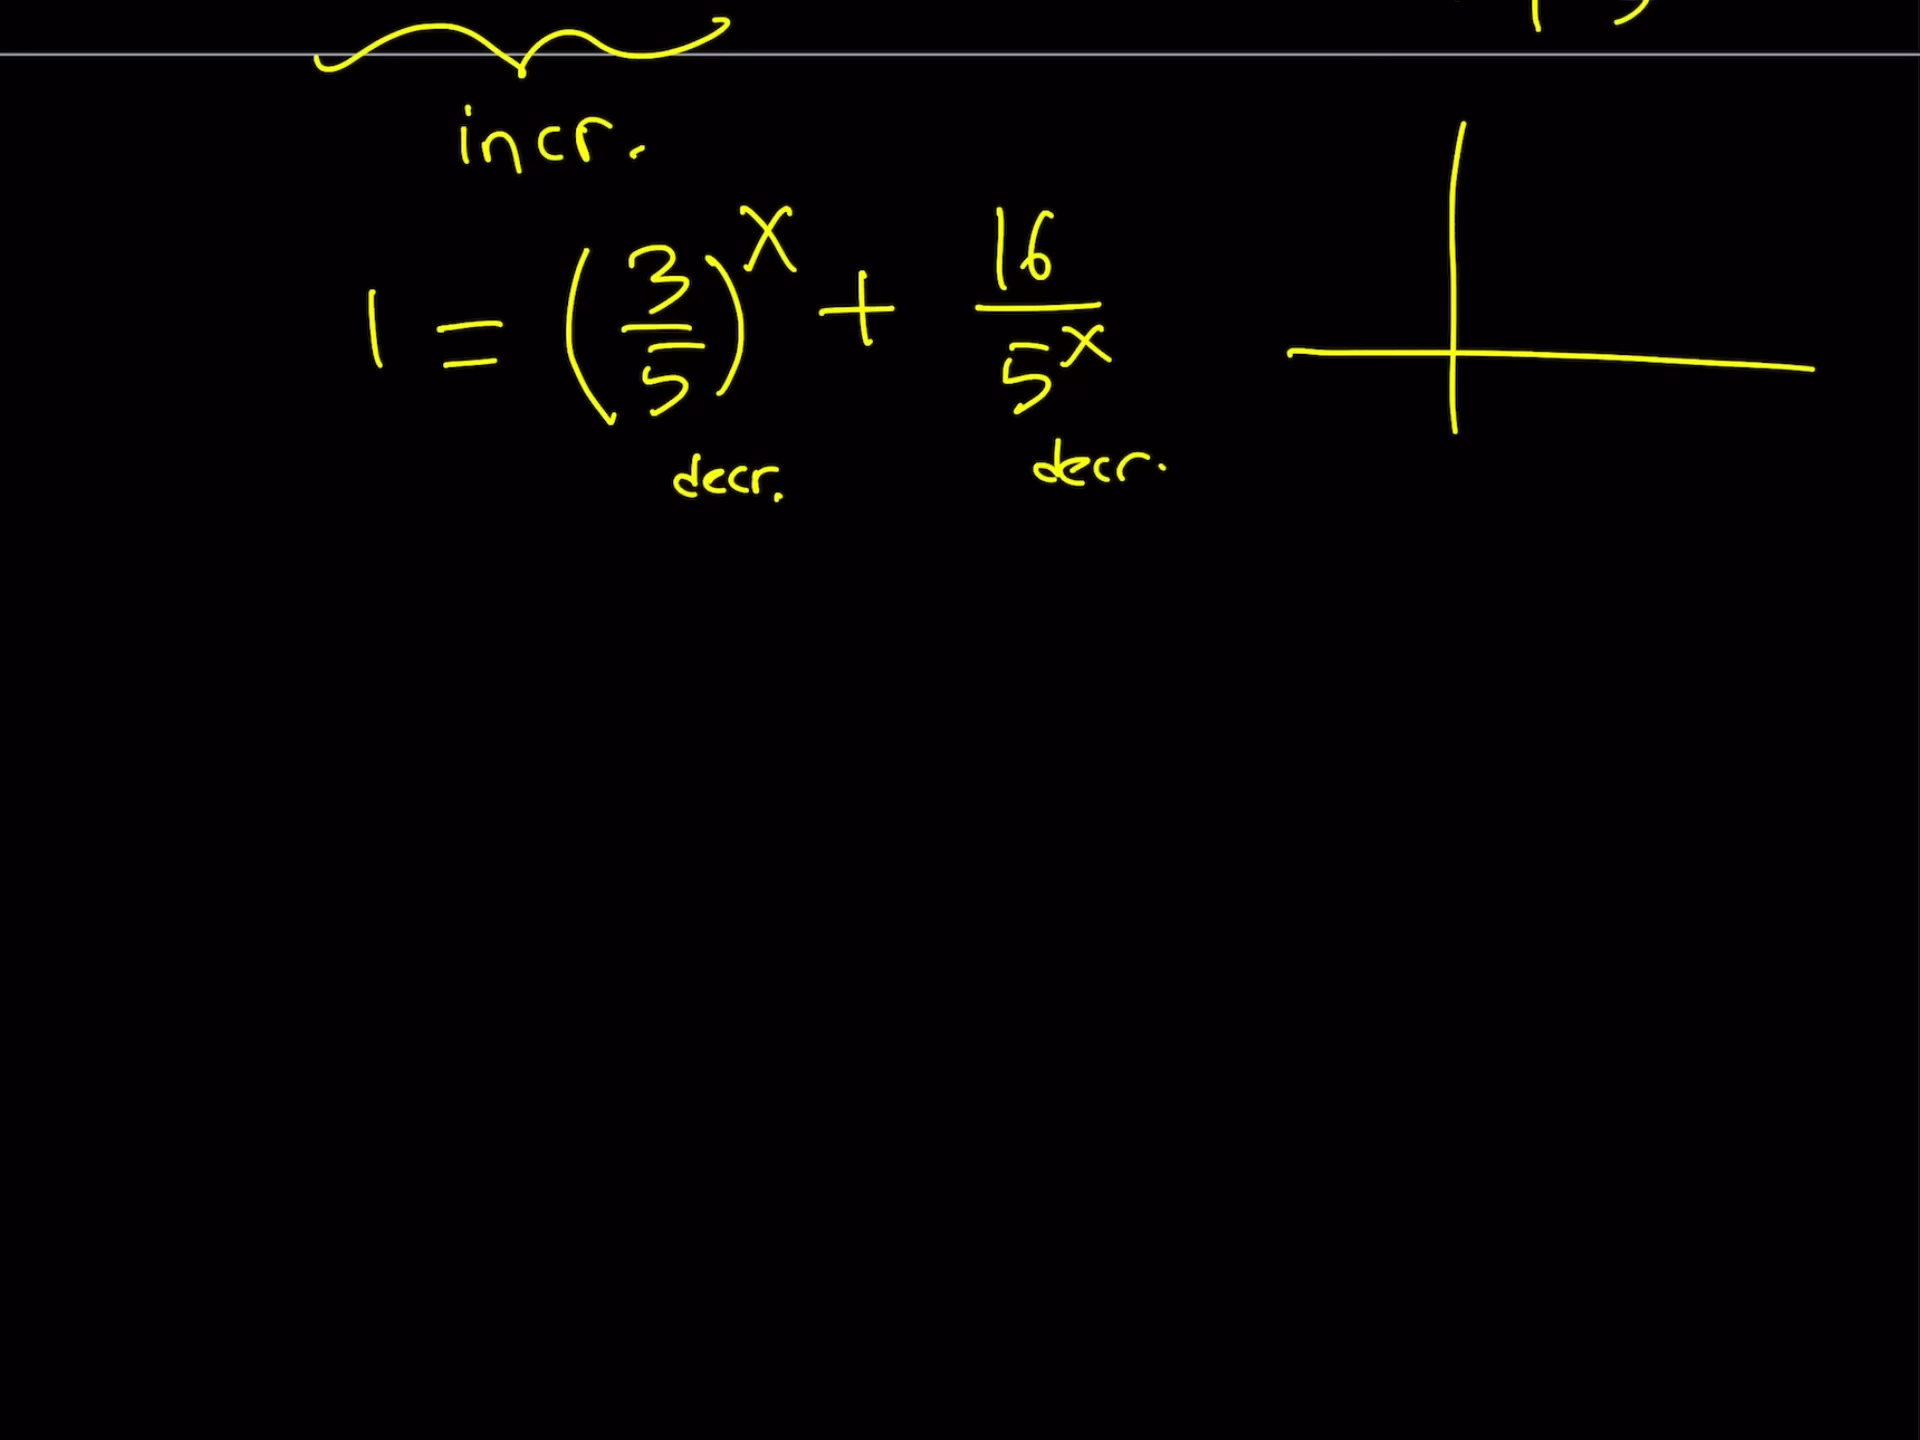 incr.
1 = (3/5)^x + 16/5^x
decr. decr.